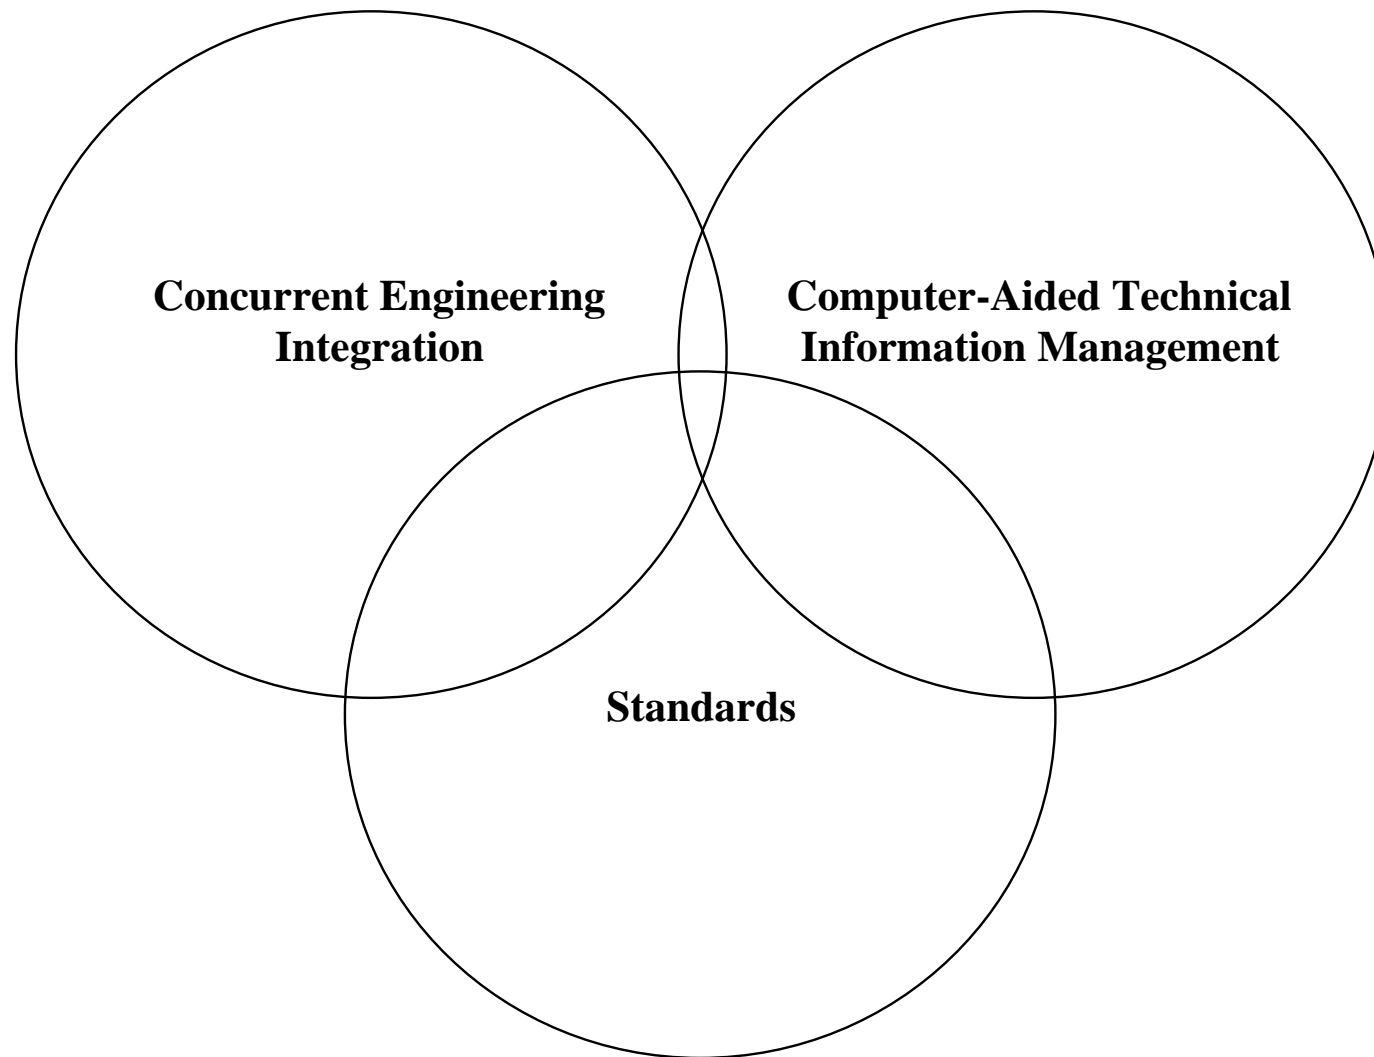 Concurrent Engineering
Integration
Computer-Aided Technical
Information Management
Standards